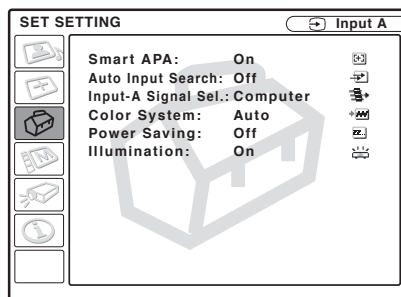 SET SETTING
Input A
Smart APA: On
Auto Input Search: Off
Input-A Signal Sel.: Computer
Color System: Auto
Power Saving: Off
Illumination: On